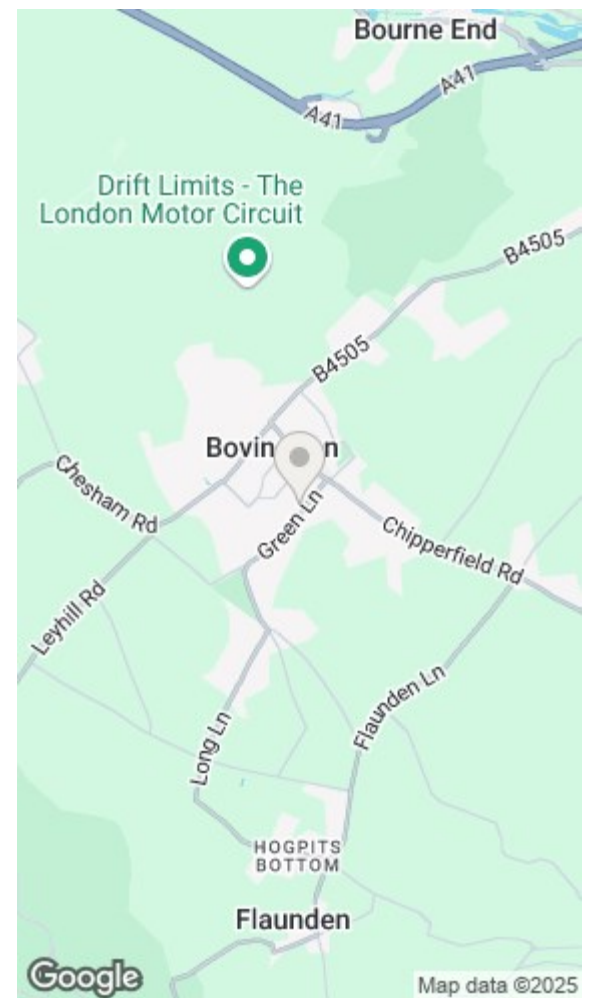 Bourne End
A41
A41
Drift Limits - The
London Motor Circuit
B4505
B4505
Bovin n
Chesham Rd
Green Ln
Chipperfield Rd
Leyhill Rd
Flaunden Ln
Long Ln
HOGPITS
BOTTOM
Flaunden
Google
Map data ©2025